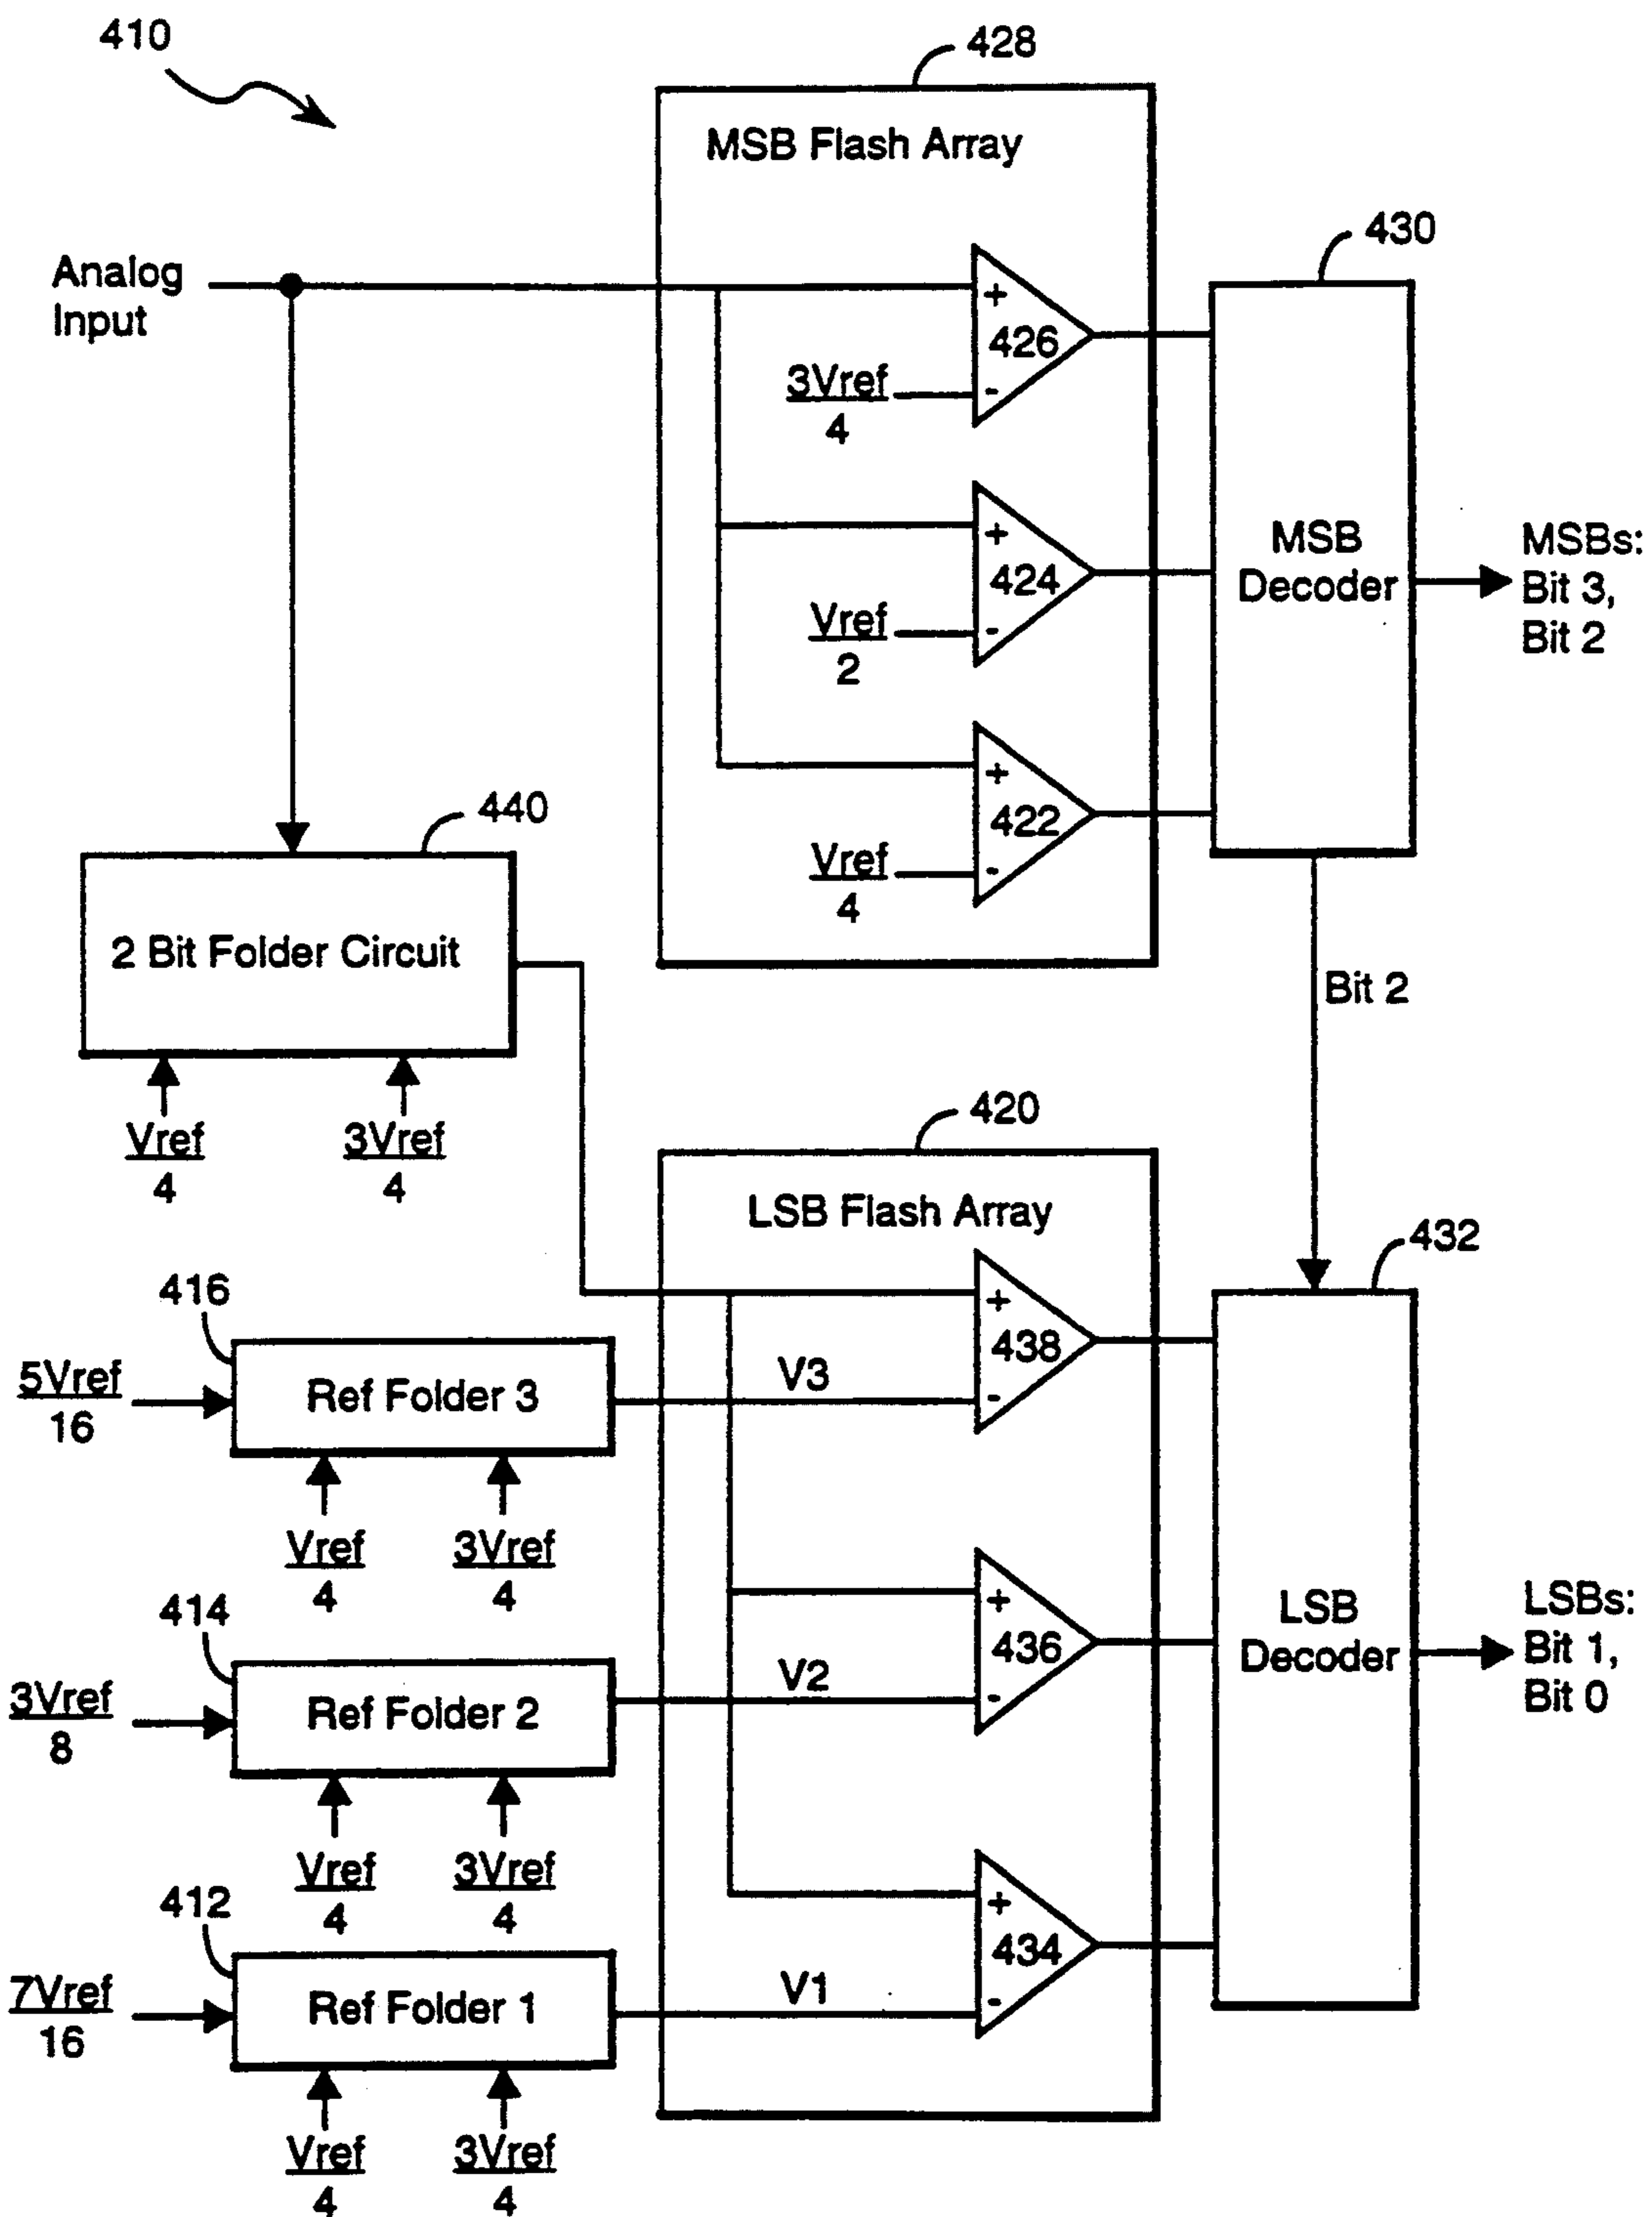 410
428
MSB Flash Array
430
Analog
Input
+
426
3Vref
4
-
+
424
Vref
2
-
MSB
Decoder
MSBs:
Bit 3,
Bit 2
+
422
Vref
4
-
440
2 Bit Folder Circuit
Bit 2
Vref
4
3Vref
4
420
LSB Flash Array
432
416
5Vref
16
Ref Folder 3
V3
+
438
-
Vref
4
3Vref
4
414
3Vref
8
Ref Folder 2
V2
+
436
-
LSB
Decoder
LSBs:
Bit 1,
Bit 0
Vref
4
3Vref
4
412
7Vref
16
Ref Folder 1
V1
+
434
-
Vref
4
3Vref
4